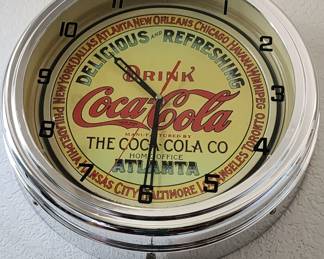 11
12
1
2
3
4
5
6
7
8
9
10
PHILADELPHIA NEW YORK DALLAS ATLANTA NEW ORLEANS CHICAGO HAVANA WINNIPEG
KANSAS CITY BALTIMORE LOS ANGELES TORONTO
DELICIOUS AND REFRESHING
DRINK
Coca-Cola
MANUFACTURED BY
THE COCA-COLA CO
HOME OFFICE
ATLANTA